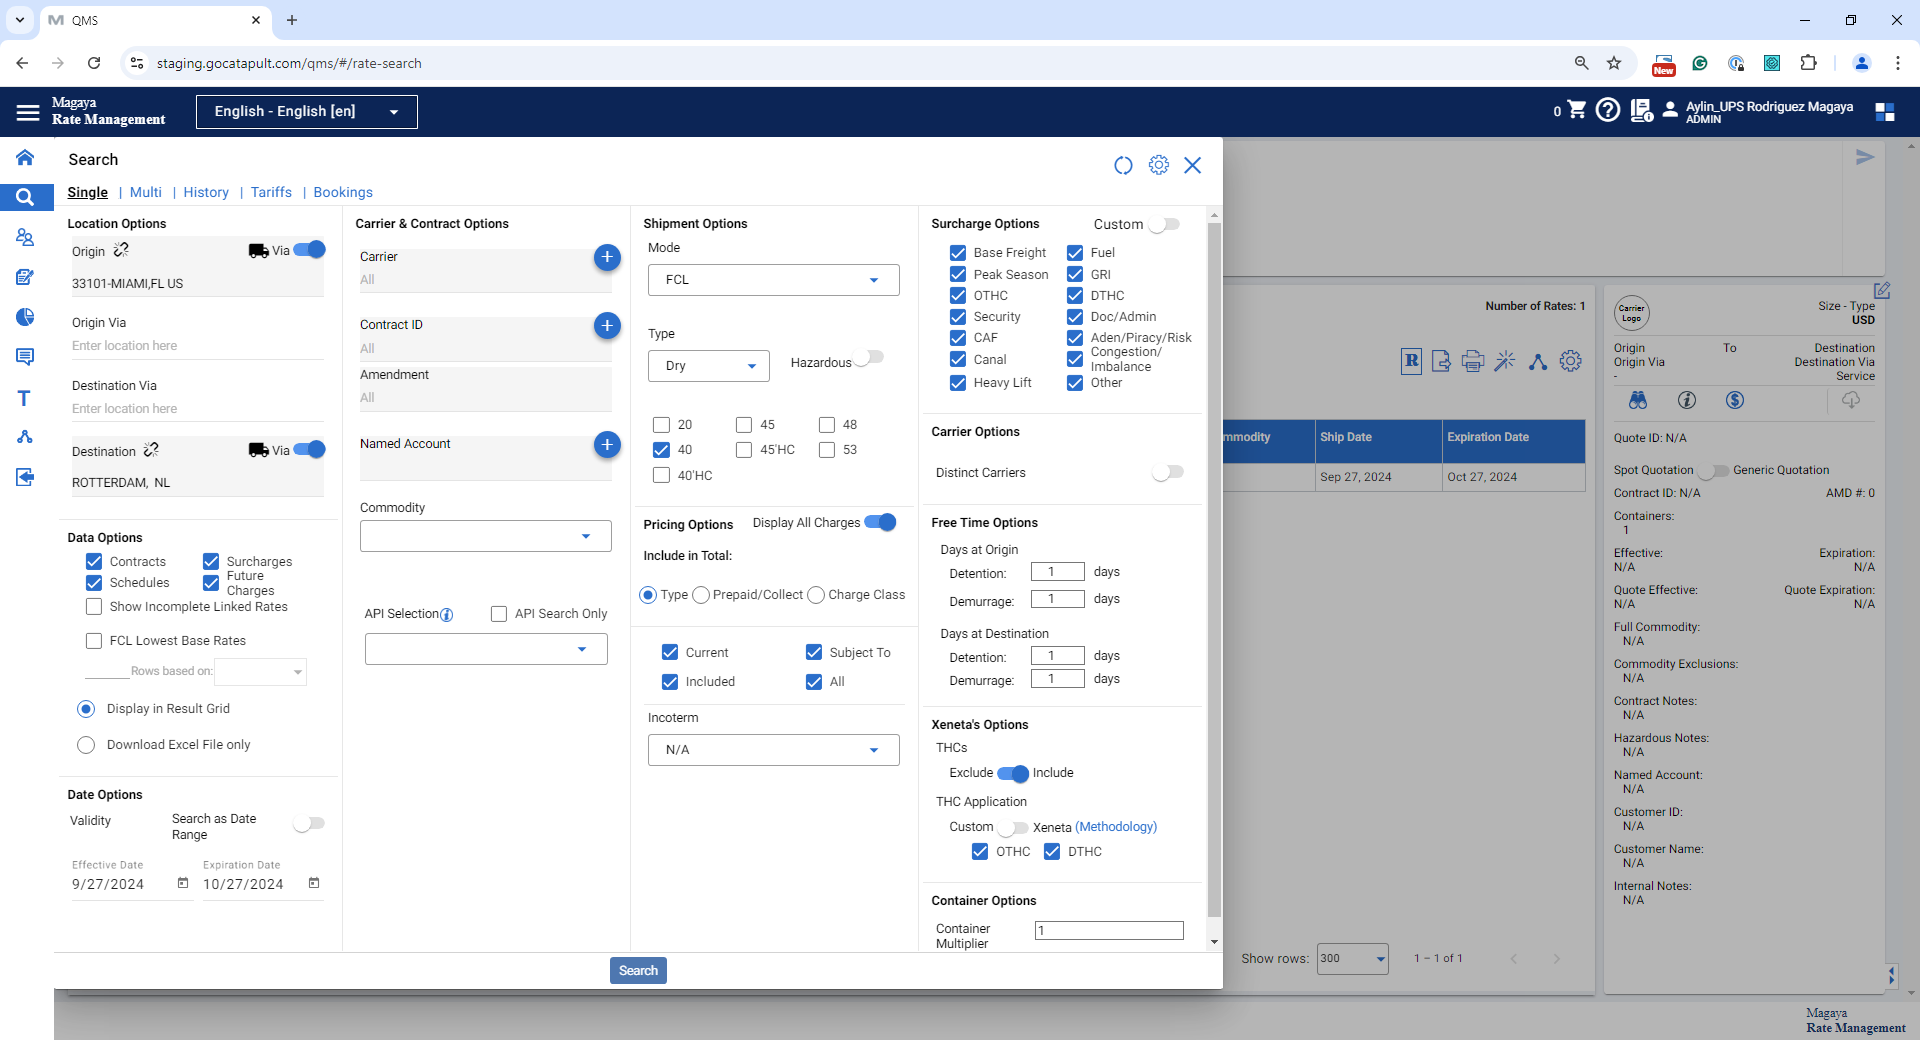 QMS
staging.gocatapult.com/qms/#/rate-search
New
Magaya
Rate Management
English - English [en]
0
Aylin_UPS Rodriguez Magaya
ADMIN
Search
Single | Multi | History | Tariffs | Bookings
Location Options
Origin
Via
33101-MIAMI,FL US
Origin Via
Enter location here
Destination Via
Enter location here
Destination
Via
ROTTERDAM, NL
Data Options
Contracts
Surcharges
Schedules
Future Charges
Show Incomplete Linked Rates
FCL Lowest Base Rates
Rows based on:
Display in Result Grid
Download Excel File only
Date Options
Validity
Search as Date Range
Effective Date
Expiration Date
9/27/2024
10/27/2024
Carrier & Contract Options
Carrier
All
Contract ID
All
Amendment
All
Named Account
Commodity
API Selection
API Search Only
Shipment Options
Mode
FCL
Type
Dry
Hazardous
20
45
48
40
45'HC
53
40'HC
Pricing Options
Display All Charges
Include in Total:
Type
Prepaid/Collect
Charge Class
Current
Subject To
Included
All
Incoterm
N/A
Surcharge Options
Custom
Base Freight
Fuel
Peak Season
GRI
OTHC
DTHC
Security
Doc/Admin
CAF
Aden/Piracy/Risk
Canal
Congestion/
Imbalance
Heavy Lift
Other
Carrier Options
Distinct Carriers
Free Time Options
Days at Origin
Detention: 1 days
Demurrage: 1 days
Days at Destination
Detention: 1 days
Demurrage: 1 days
Xeneta's Options
THCs
Exclude
Include
THC Application
Custom
Xeneta (Methodology)
OTHC
DTHC
Container Options
Container
Multiplier
1
Search
Number of Rates: 1
R
mmodity
Ship Date
Expiration Date
Sep 27, 2024
Oct 27, 2024
Show rows: 300
1 – 1 of 1
Carrier
Logo
Size - Type
USD
Origin
To
Destination
Origin Via
Destination Via
-
Service
Quote ID: N/A
Spot Quotation
Generic Quotation
Contract ID: N/A
AMD #: 0
Containers:
1
Effective:
Expiration:
N/A
N/A
Quote Effective:
Quote Expiration:
N/A
N/A
Full Commodity:
N/A
Commodity Exclusions:
N/A
Contract Notes:
N/A
Hazardous Notes:
N/A
Named Account:
N/A
Customer ID:
N/A
Customer Name:
N/A
Internal Notes:
N/A
Magaya
Rate Management